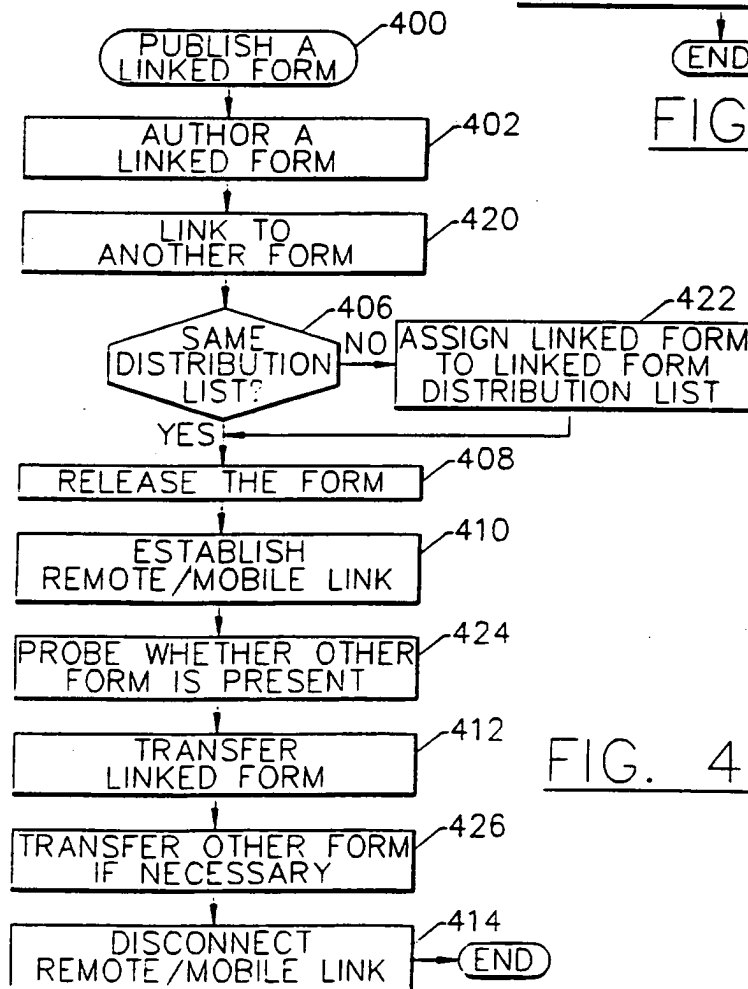 PUBLISH A
LINKED FORM
400
END
FIG
AUTHOR A
LINKED FORM
402
LINK TO
ANOTHER FORM
420
SAME
DISTRIBUTION
LIST?
406
NO
ASSIGN LINKED FORM
TO LINKED FORM
DISTRIBUTION LIST
422
YES
RELEASE THE FORM
408
ESTABLISH
REMOTE/MOBILE LINK
410
PROBE WHETHER OTHER
FORM IS PRESENT
424
TRANSFER
LINKED FORM
412
FIG. 4
TRANSFER OTHER FORM
IF NECESSARY
426
DISCONNECT
REMOTE/MOBILE LINK
414
END